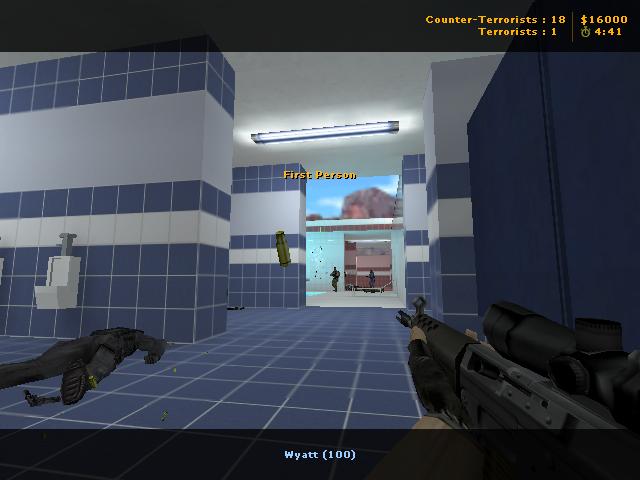 Counter-Terrorists : 18 $16000
Terrorists : 1 4:41
First Person
Wyatt (100)